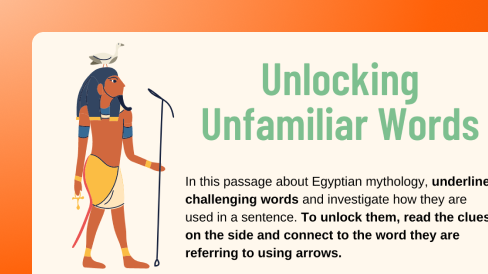 Unlocking
Unfamiliar Words
In this passage about Egyptian mythology, underline
challenging words and investigate how they are
used in a sentence. To unlock them, read the clues
on the side and connect to the word they are
referring to using arrows.